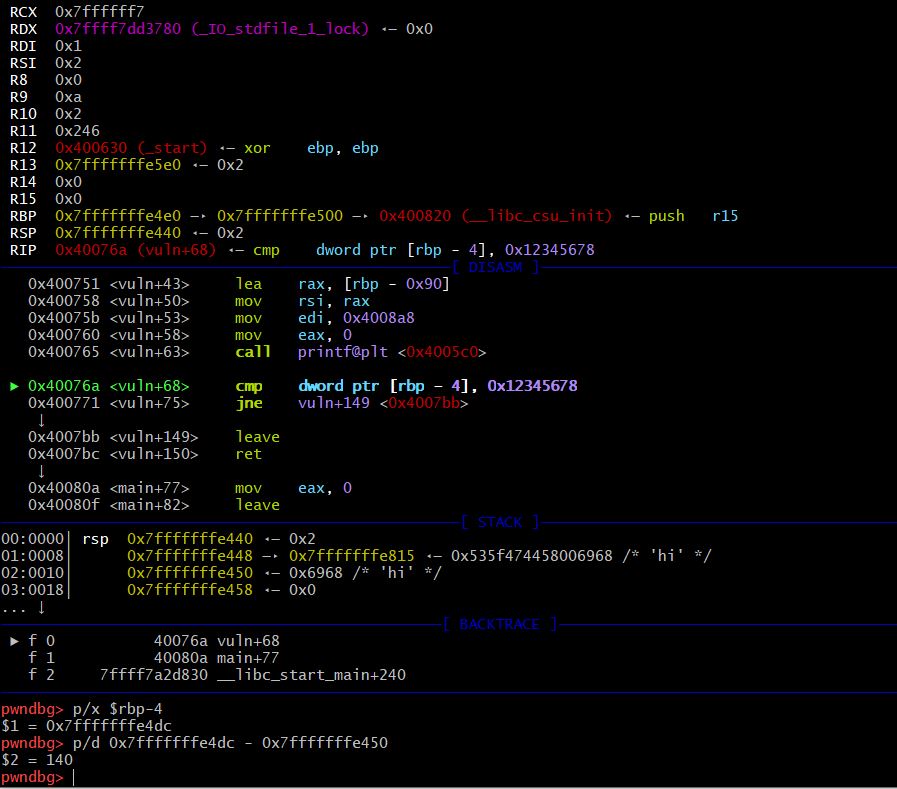 RCX 0x7ffffff7
RDX 0x7ffff7dd3780 (_IO_stdfile_1_lock) ◂— 0x0
RDI 0x1
RSI 0x2
R8 0x0
R9 0xa
R10 0x2
R11 0x246
R12 0x400630 (_start) ◂— xor ebp, ebp
R13 0x7fffffffe5e0 ◂— 0x2
R14 0x0
R15 0x0
RBP 0x7fffffffe4e0 —▸ 0x7fffffffe500 —▸ 0x400820 (__libc_csu_init) ◂— push r15
RSP 0x7fffffffe440 ◂— 0x2
RIP 0x40076a (vuln+68) ◂— cmp dword ptr [rbp - 4], 0x12345678
[ DISASM ]
0x400751 <vuln+43> lea rax, [rbp - 0x90]
0x400758 <vuln+50> mov rsi, rax
0x40075b <vuln+53> mov edi, 0x4008a8
0x400760 <vuln+58> mov eax, 0
0x400765 <vuln+63> call printf@plt <0x4005c0>
► 0x40076a <vuln+68> cmp dword ptr [rbp - 4], 0x12345678
0x400771 <vuln+75> jne vuln+149 <0x4007bb>
↓
0x4007bb <vuln+149> leave
0x4007bc <vuln+150> ret
↓
0x40080a <main+77> mov eax, 0
0x40080f <main+82> leave
[ STACK ]
00:0000│ rsp 0x7fffffffe440 ◂— 0x2
01:0008│ 0x7fffffffe448 —▸ 0x7fffffffe815 ◂— 0x535f474458006968 /* 'hi' */
02:0010│ 0x7fffffffe450 ◂— 0x6968 /* 'hi' */
03:0018│ 0x7fffffffe458 ◂— 0x0
... ↓
[ BACKTRACE ]
► f 0 40076a vuln+68
f 1 40080a main+77
f 2 7ffff7a2d830 __libc_start_main+240
pwndbg> p/x $rbp-4
$1 = 0x7fffffffe4dc
pwndbg> p/d 0x7fffffffe4dc - 0x7fffffffe450
$2 = 140
pwndbg>